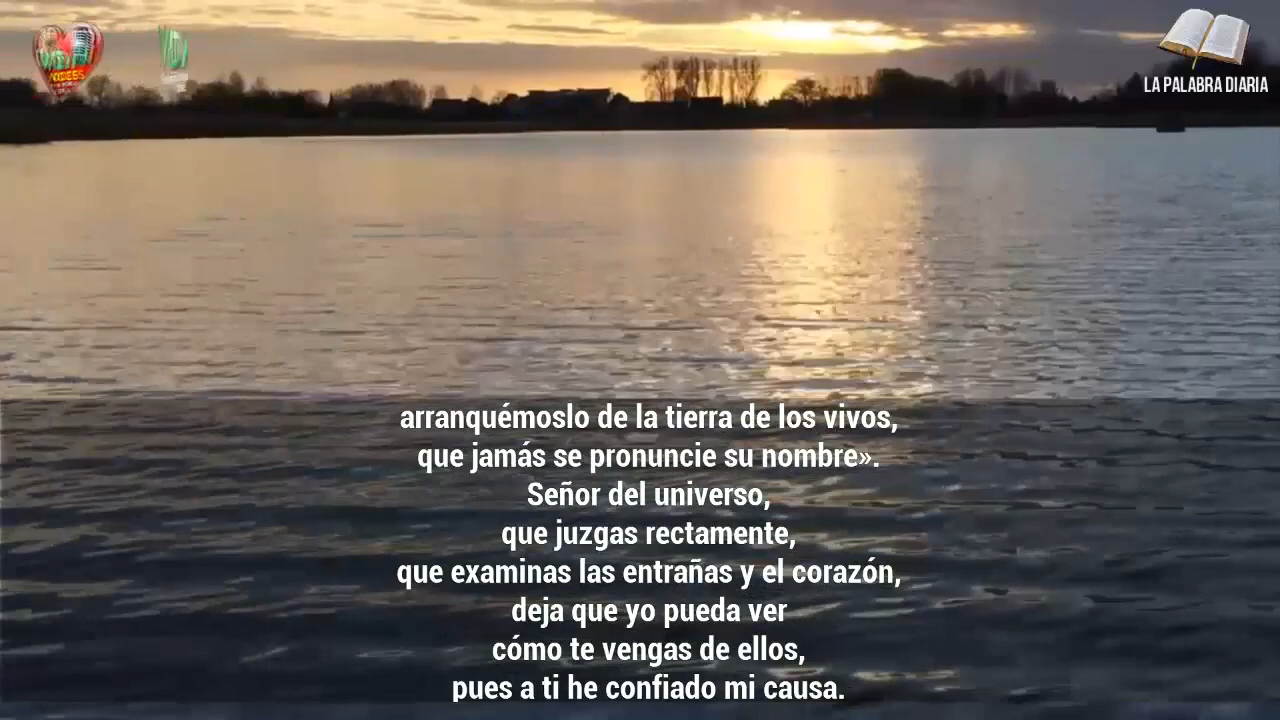 LA PALABRA DIARIA
arranquémoslo de la tierra de los vivos,
que jamás se pronuncie su nombre».
Señor del universo,
que juzgas rectamente,
que examinas las entrañas y el corazón,
deja que yo pueda ver
cómo te vengas de ellos,
pues a ti he confiado mi causa.